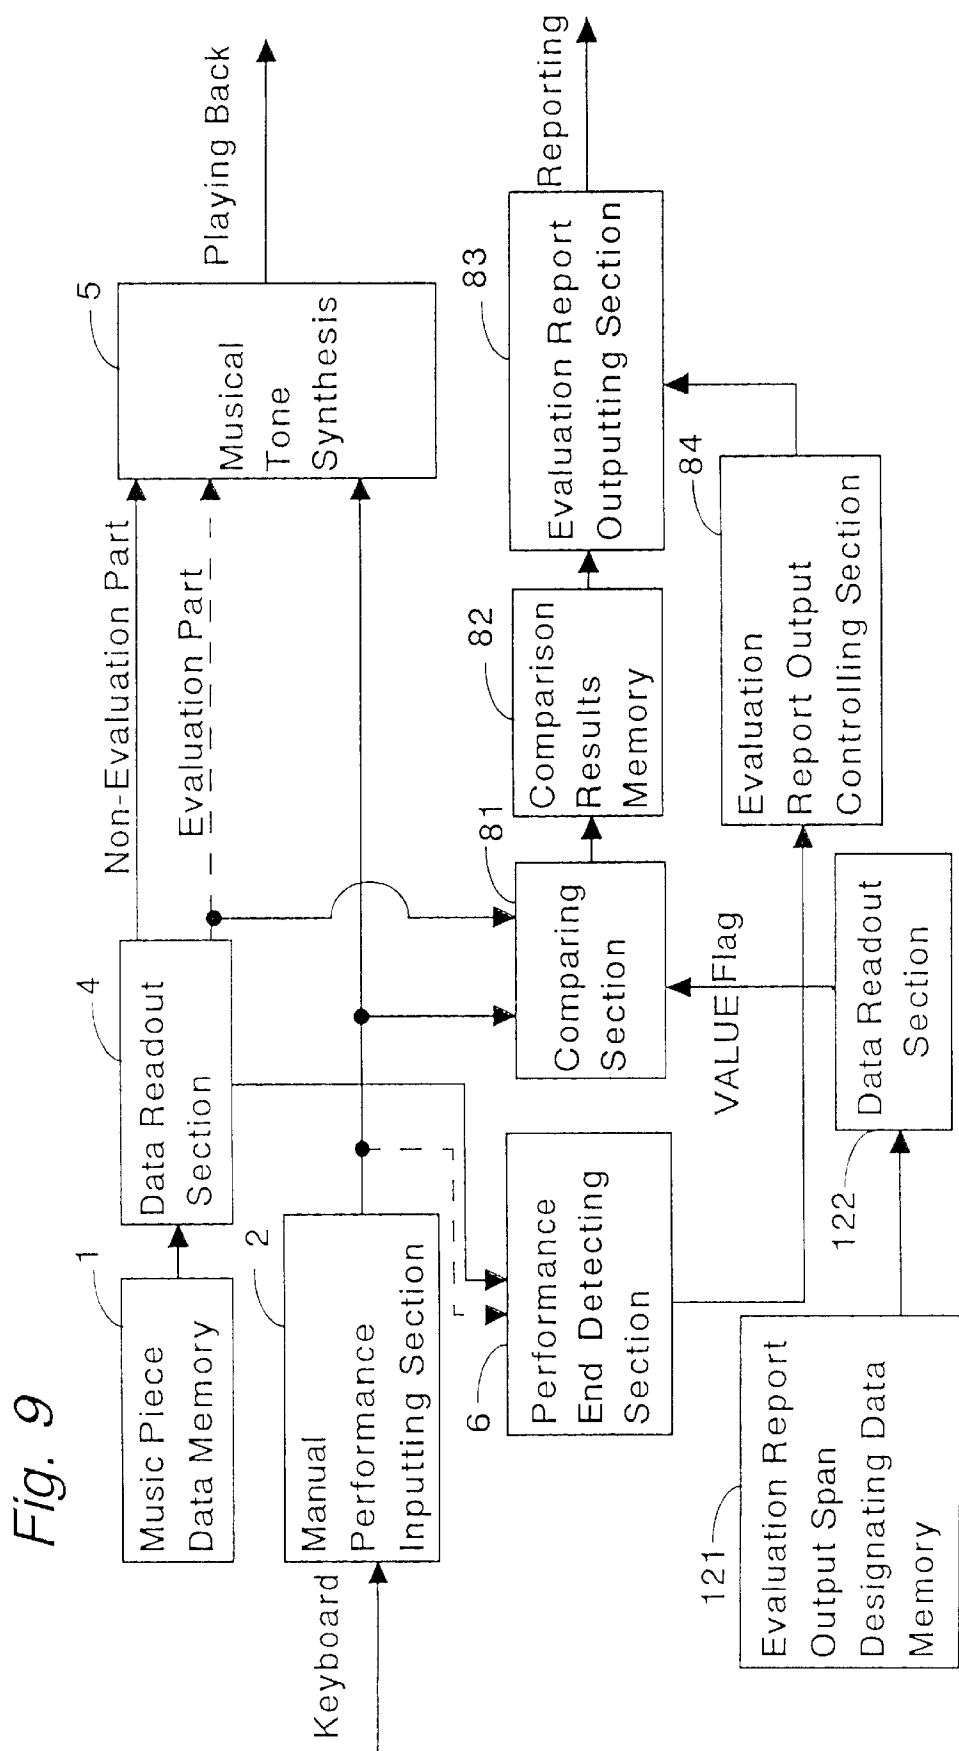 Fig. 9
1
Music Piece
Data Memory
4
Data Readout
Section
Non-Evaluation Part
Evaluation Part
5
Musical
Tone
Synthesis
Playing Back
Keyboard
2
Manual
Performance
Inputting Section
6
Performance
End Detecting
Section
81
Comparing
Section
82
Comparison
Results
Memory
83
Evaluation Report
Outputting Section
Reporting
VALUE Flag
84
Evaluation
Report Output
Controlling Section
121
Evaluation Report
Output Span
Designating Data
Memory
122
Data Readout
Section